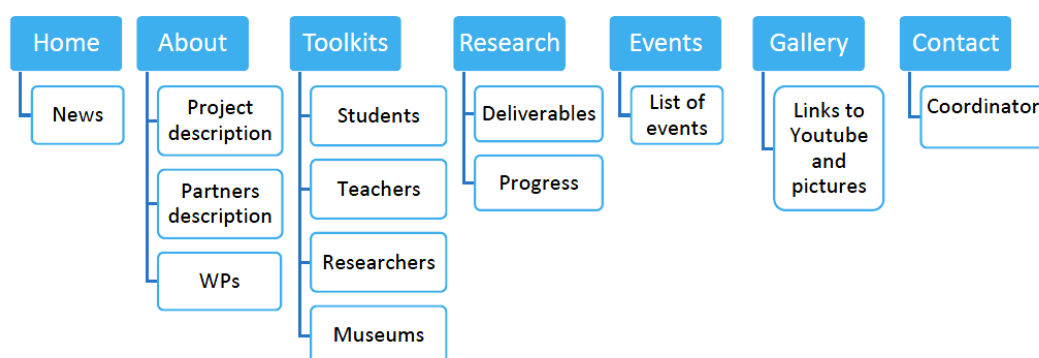 Home
News
About
Project
description
Partners
description
WPs
Toolkits
Students
Teachers
Researchers
Museums
Research
Deliverables
Progress
Events
List of
events
Gallery
Links to
Youtube
and
pictures
Contact
Coordinator